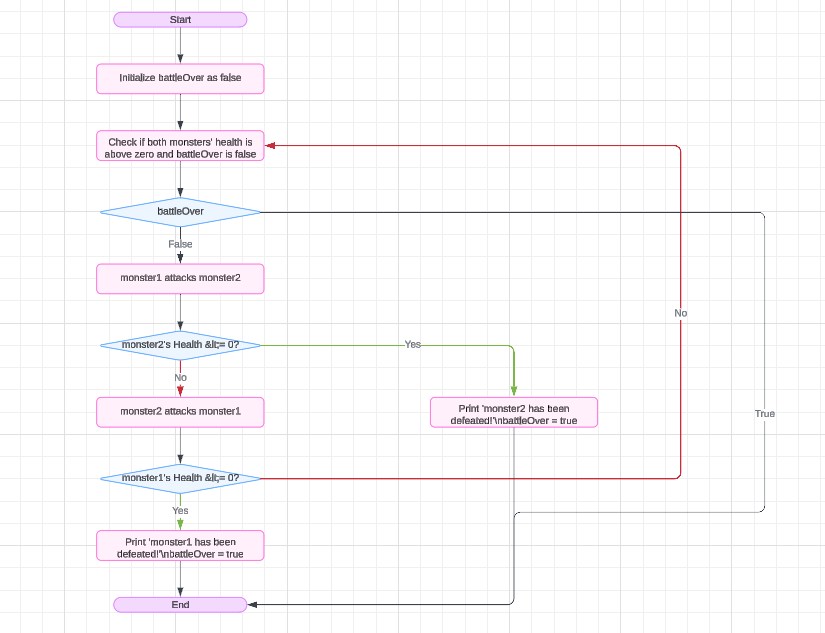 Start
Initialize battleOver as false
Check if both monsters' health is
above zero and battleOver is false
battleOver
False
monster1 attacks monster2
monster2's Health &lt;= 0?
Yes
No
No
monster2 attacks monster1
Print 'monster2 has been
defeated!'\nbattleOver = true
True
monster1's Health &lt;= 0?
Yes
Print 'monster1 has been
defeated!'\nbattleOver = true
End